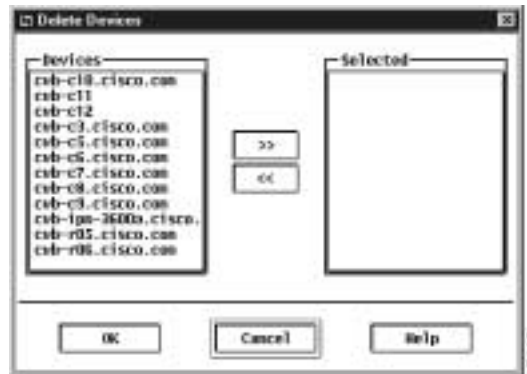 Delete Devices
Devices
cwb-c10.cisco.com
cwb-c11
cwb-c12
cwb-c3.cisco.com
cwb-c5.cisco.com
cwb-c6.cisco.com
cwb-c7.cisco.com
cwb-c8.cisco.com
cwb-c9.cisco.com
cwb-ipm-3600a.cisco.
cwb-r05.cisco.com
cwb-r06.cisco.com
>>
<<
Selected
OK
Cancel
Help